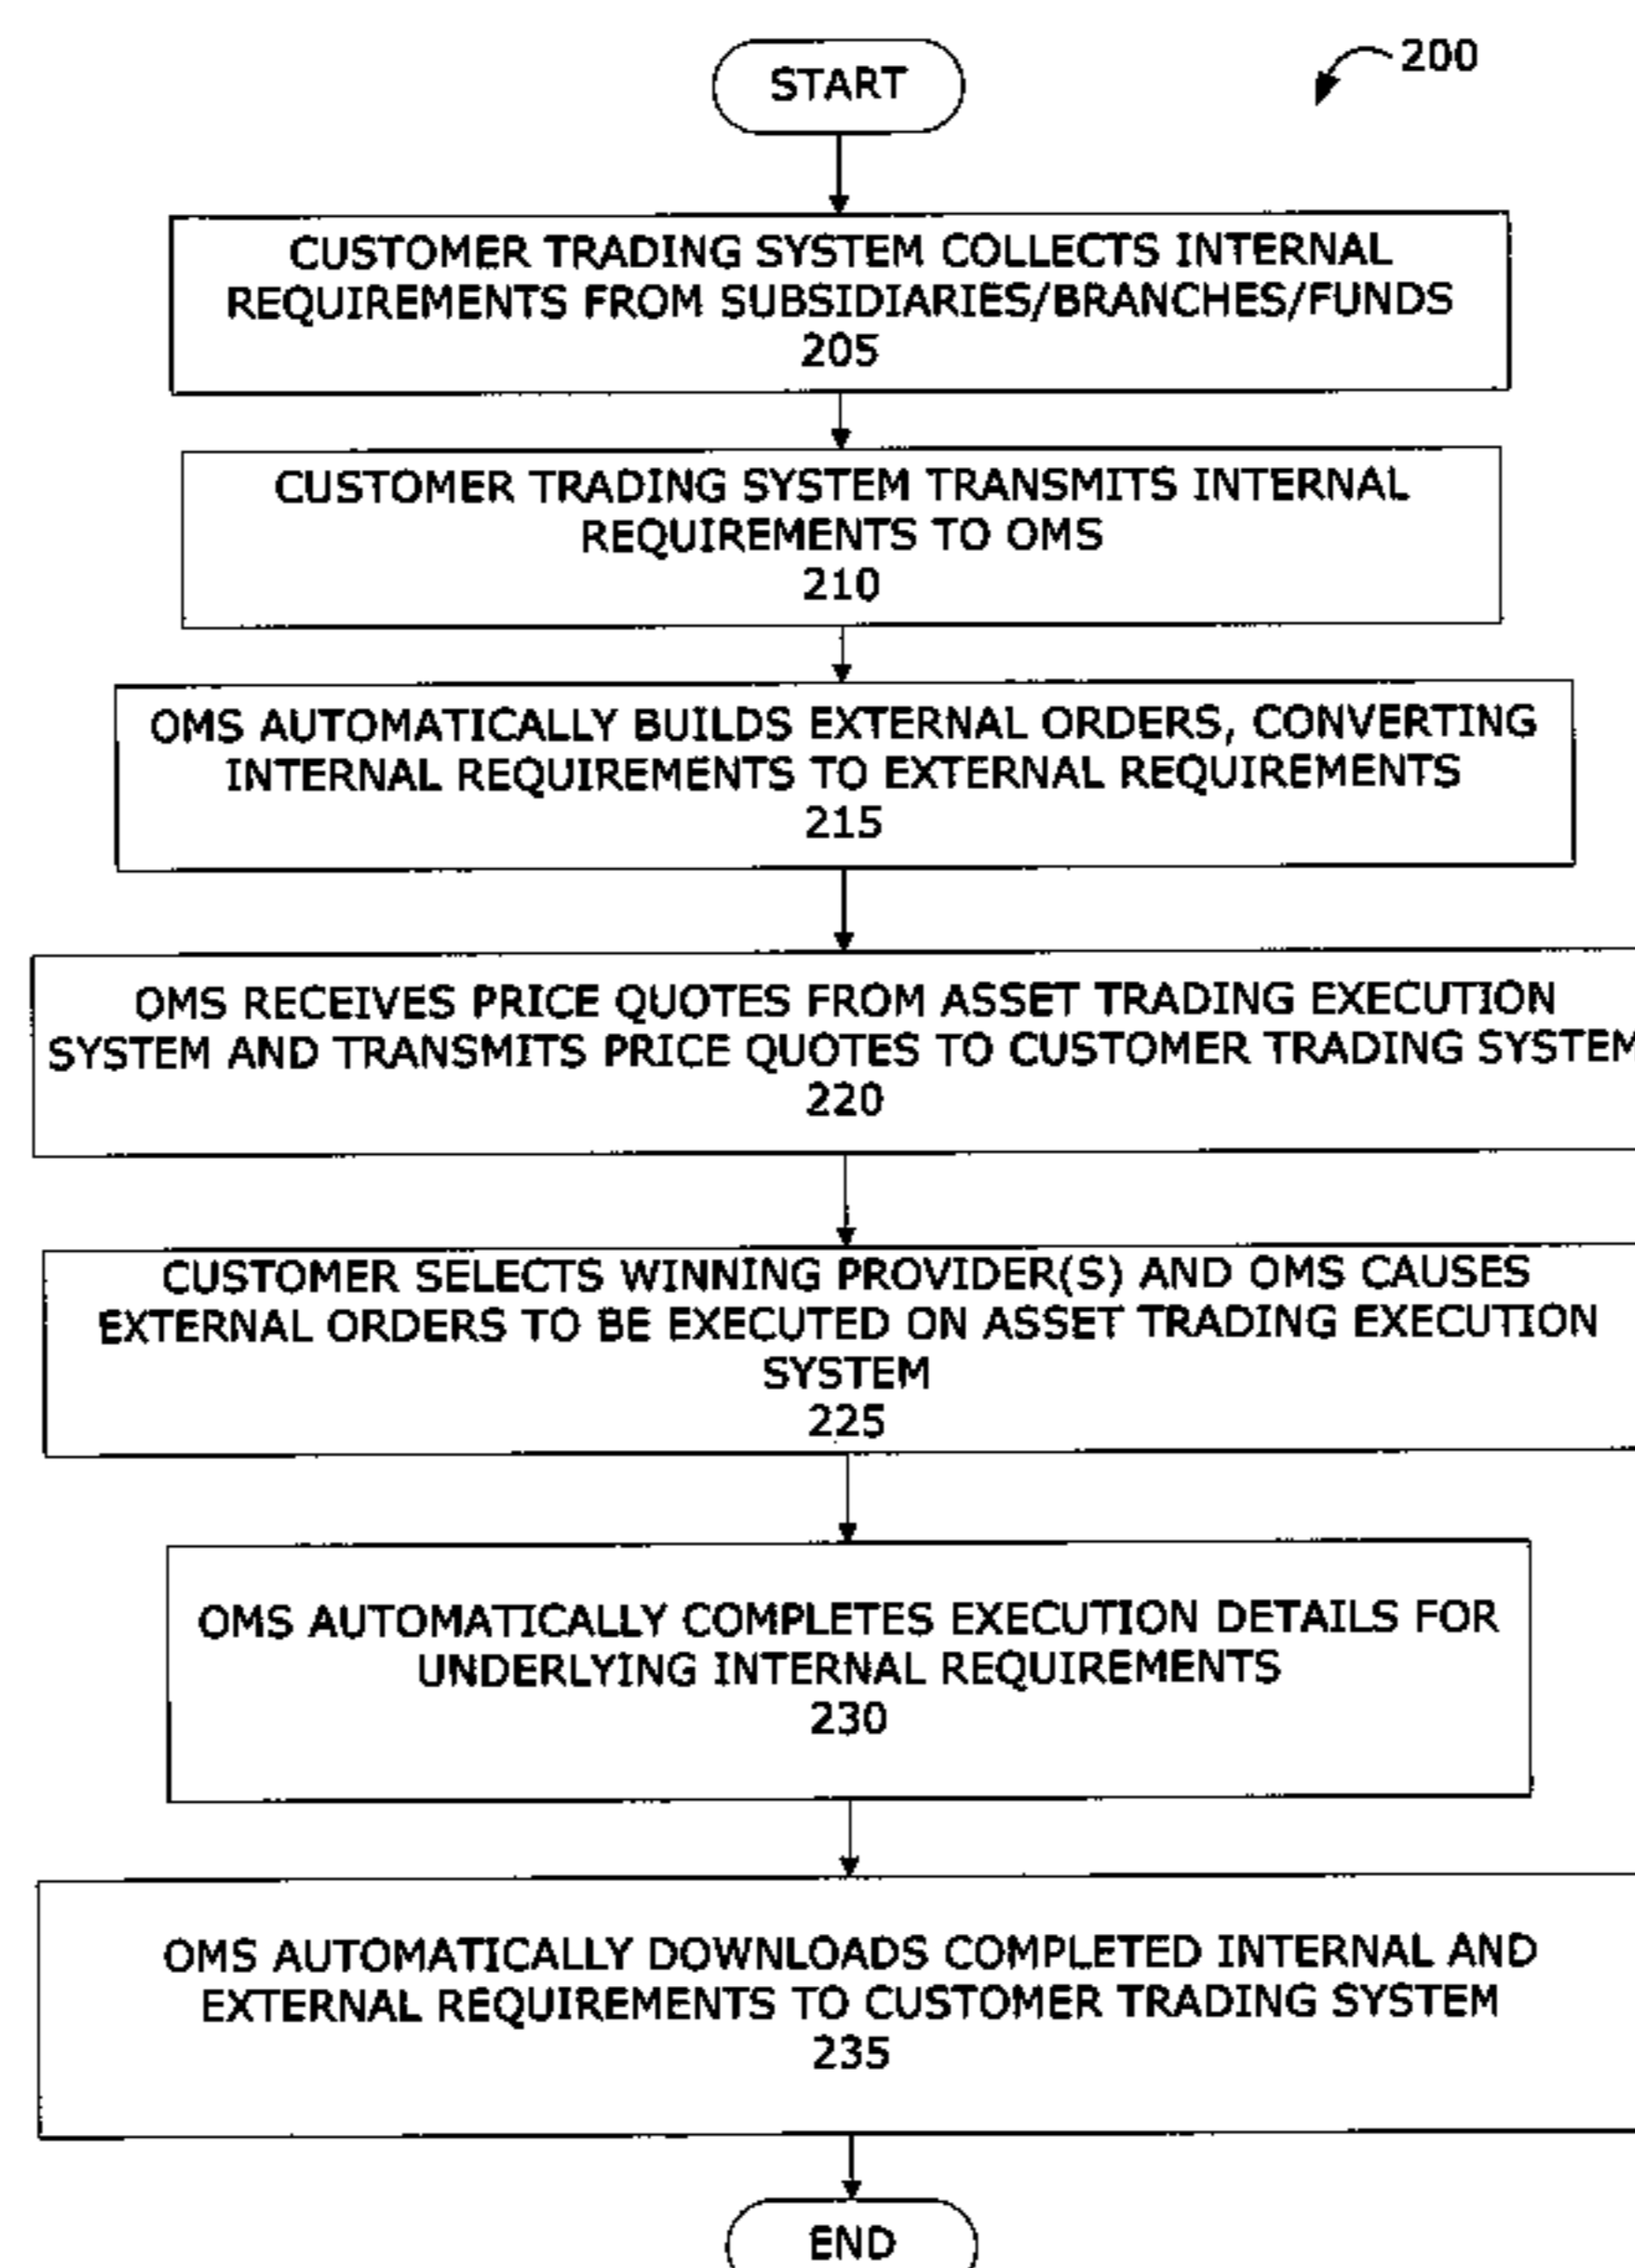 START
200
CUSTOMER TRADING SYSTEM COLLECTS INTERNAL
REQUIREMENTS FROM SUBSIDIARIES/BRANCHES/FUNDS
205
CUSTOMER TRADING SYSTEM TRANSMITS INTERNAL
REQUIREMENTS TO OMS
210
OMS AUTOMATICALLY BUILDS EXTERNAL ORDERS, CONVERTING
INTERNAL REQUIREMENTS TO EXTERNAL REQUIREMENTS
215
OMS RECEIVES PRICE QUOTES FROM ASSET TRADING EXECUTION
SYSTEM AND TRANSMITS PRICE QUOTES TO CUSTOMER TRADING SYSTEM
220
CUSTOMER SELECTS WINNING PROVIDER(S) AND OMS CAUSES
EXTERNAL ORDERS TO BE EXECUTED ON ASSET TRADING EXECUTION
SYSTEM
225
OMS AUTOMATICALLY COMPLETES EXECUTION DETAILS FOR
UNDERLYING INTERNAL REQUIREMENTS
230
OMS AUTOMATICALLY DOWNLOADS COMPLETED INTERNAL AND
EXTERNAL REQUIREMENTS TO CUSTOMER TRADING SYSTEM
235
END